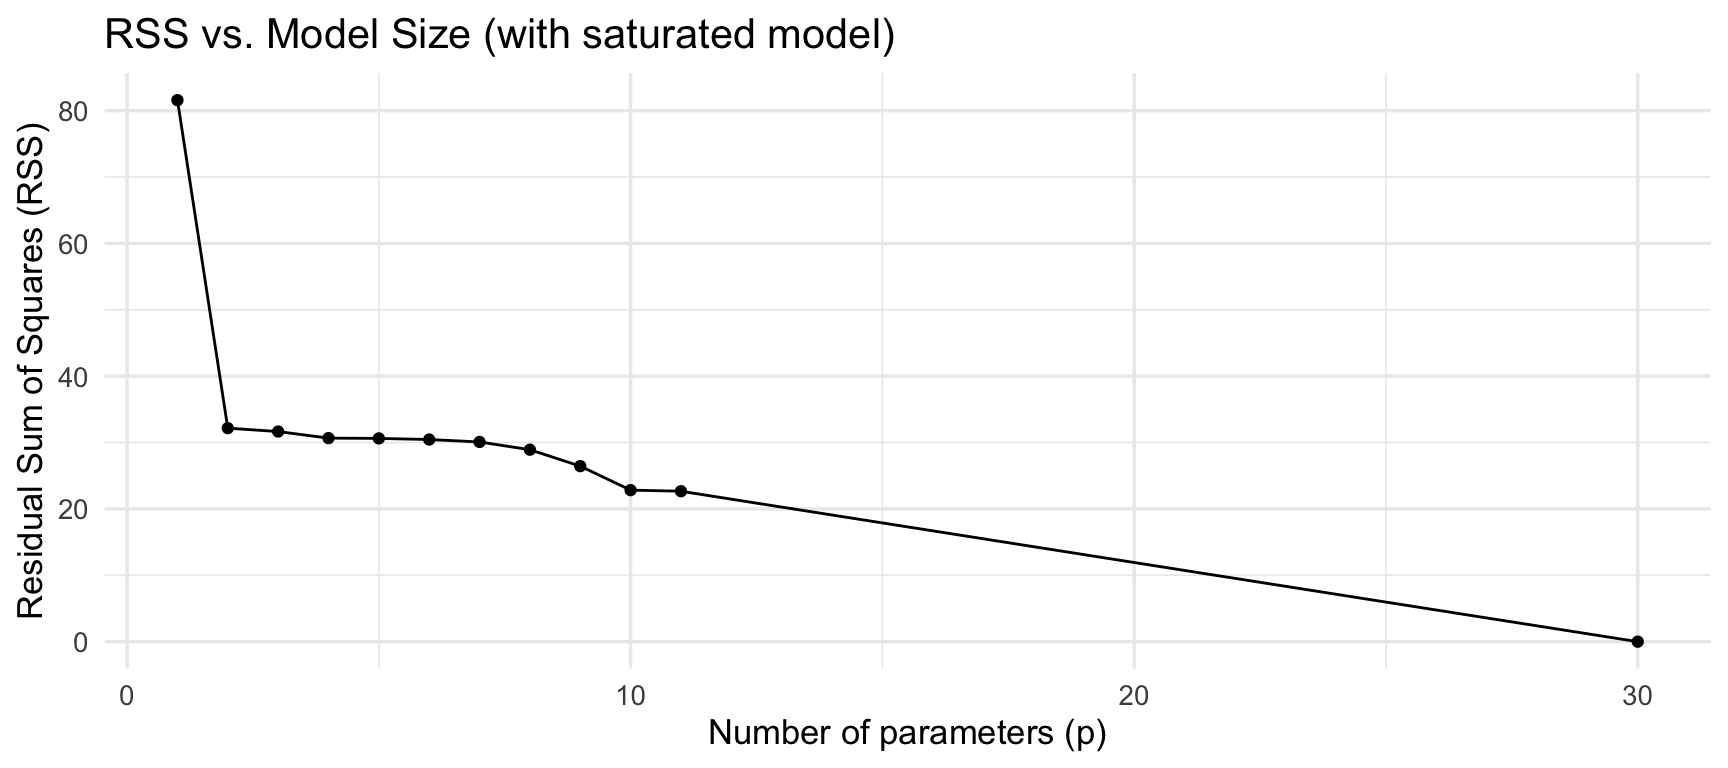 RSS vs. Model Size (with saturated model)
Residual Sum of Squares (RSS)
80
60
40
20
0
0 10 20 30
Number of parameters (p)